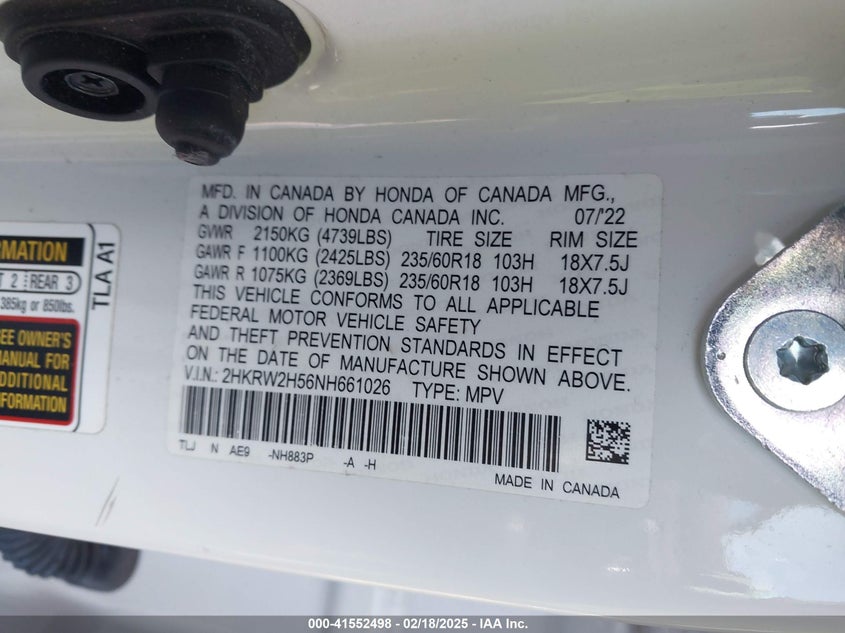 MFD. IN CANADA BY HONDA OF CANADA MFG.,
A DIVISION OF HONDA CANADA INC. 07/'22
GVWR 2150KG (4739LBS) TIRE SIZE RIM SIZE
GAWR F 1100KG (2425LBS) 235/60R18 103H 18X7.5J
GAWR R 1075KG (2369LBS) 235/60R18 103H 18X7.5J
THIS VEHICLE CONFORMS TO ALL APPLICABLE
FEDERAL MOTOR VEHICLE SAFETY
AND THEFT PREVENTION STANDARDS IN EFFECT
ON THE DATE OF MANUFACTURE SHOWN ABOVE.
V.I.N.: 2HKRW2H56NH661026 TYPE: MPV
TLJ N AE9 -NH883P -A -H
MADE IN CANADA
RMATION
T 2 REAR 3
385kg or 850lbs.
EE OWNER'S
MANUAL FOR
ADDITIONAL
NFORMATION
TLA A1
000-41552498 - 02/18/2025 - IAA Inc.